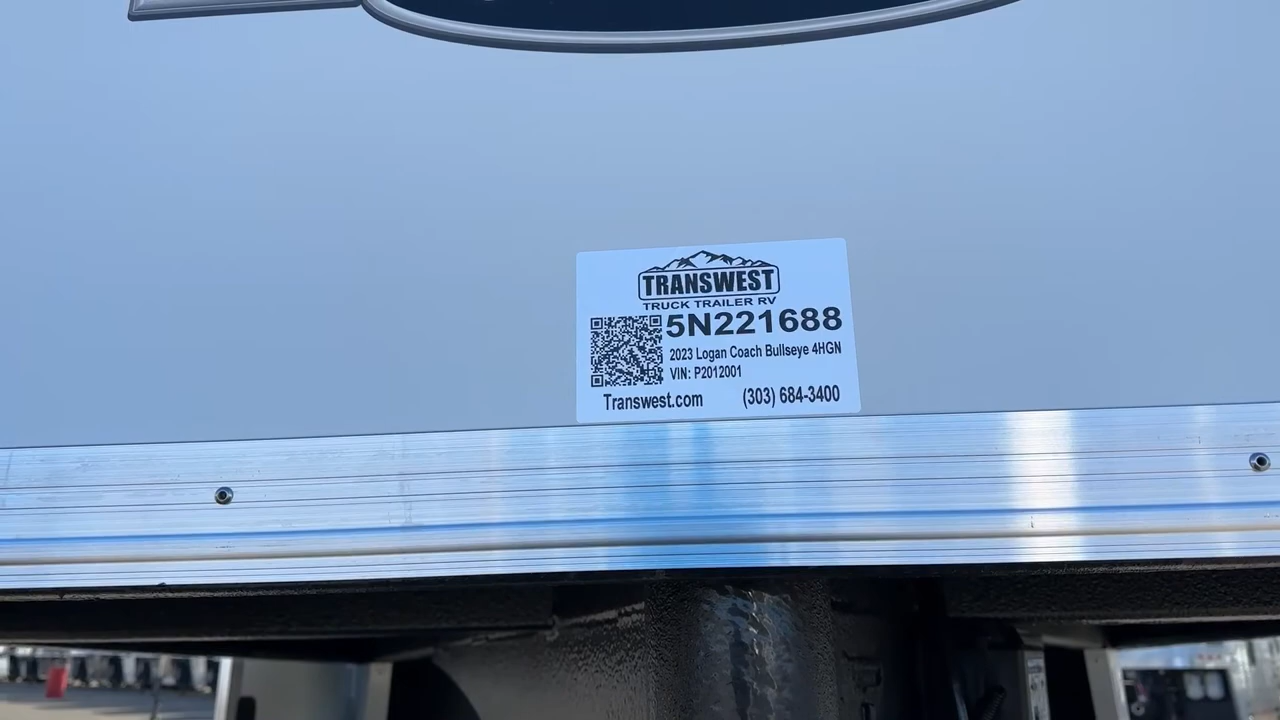 TRANSWEST
TRUCK TRAILER RV
5N221688
2023 Logan Coach Bullseye 4HGN
VIN: P2012001
Transwest.com (303) 684-3400